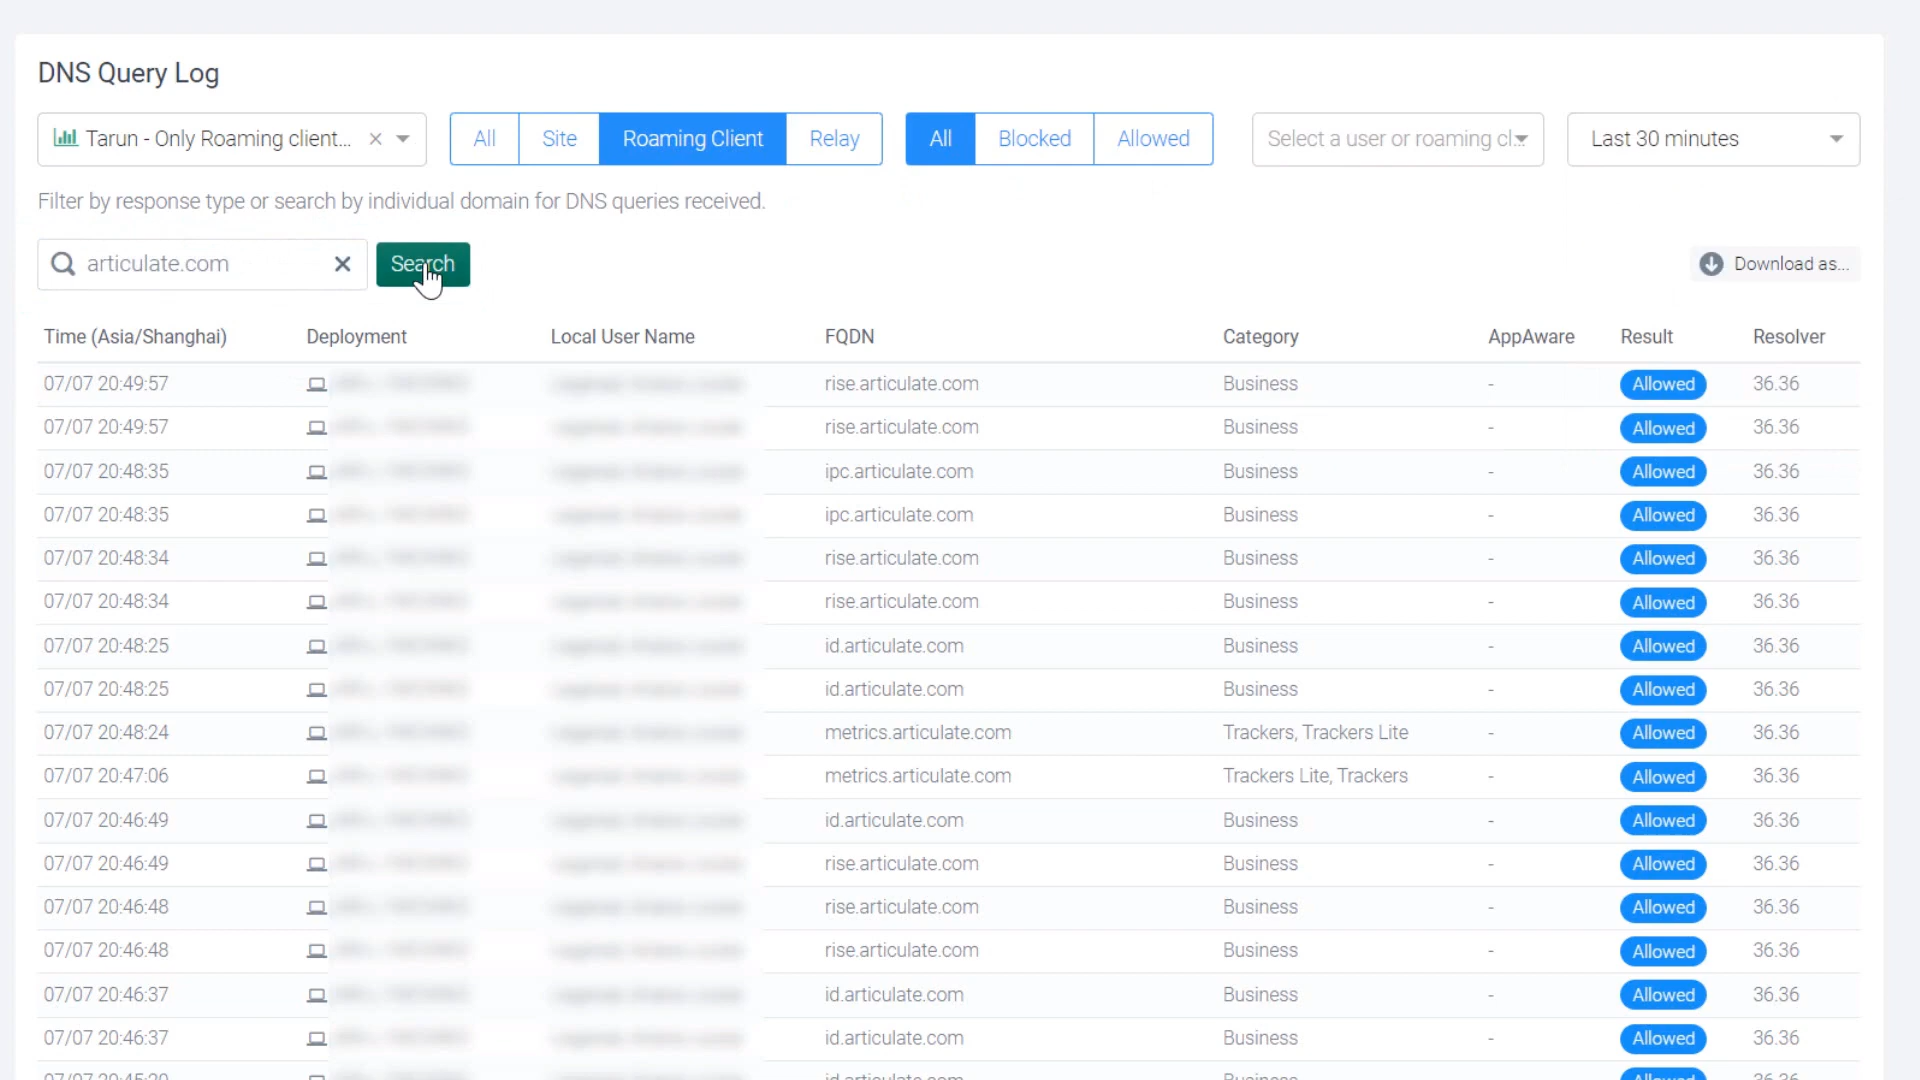 DNS Query Log
Tarun - Only Roaming client...
All Site Roaming Client Relay
All Blocked Allowed
Select a user or roaming cl...
Last 30 minutes
Filter by response type or search by individual domain for DNS queries received.
articulate.com
Search
Download as...
Time (Asia/Shanghai) Deployment Local User Name FQDN Category AppAware Result Resolver
07/07 20:49:57 rise.articulate.com Business - Allowed 36.36
07/07 20:49:57 rise.articulate.com Business - Allowed 36.36
07/07 20:48:35 ipc.articulate.com Business - Allowed 36.36
07/07 20:48:35 ipc.articulate.com Business - Allowed 36.36
07/07 20:48:34 rise.articulate.com Business - Allowed 36.36
07/07 20:48:34 rise.articulate.com Business - Allowed 36.36
07/07 20:48:25 id.articulate.com Business - Allowed 36.36
07/07 20:48:25 id.articulate.com Business - Allowed 36.36
07/07 20:48:24 metrics.articulate.com Trackers, Trackers Lite - Allowed 36.36
07/07 20:47:06 metrics.articulate.com Trackers Lite, Trackers - Allowed 36.36
07/07 20:46:49 id.articulate.com Business - Allowed 36.36
07/07 20:46:49 rise.articulate.com Business - Allowed 36.36
07/07 20:46:48 rise.articulate.com Business - Allowed 36.36
07/07 20:46:48 rise.articulate.com Business - Allowed 36.36
07/07 20:46:37 id.articulate.com Business - Allowed 36.36
07/07 20:46:37 id.articulate.com Business - Allowed 36.36